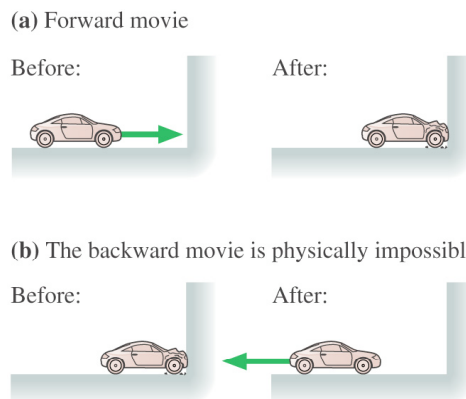 (a) Forward movie
Before:
After:
(b) The backward movie is physically impossibl
Before:
After: